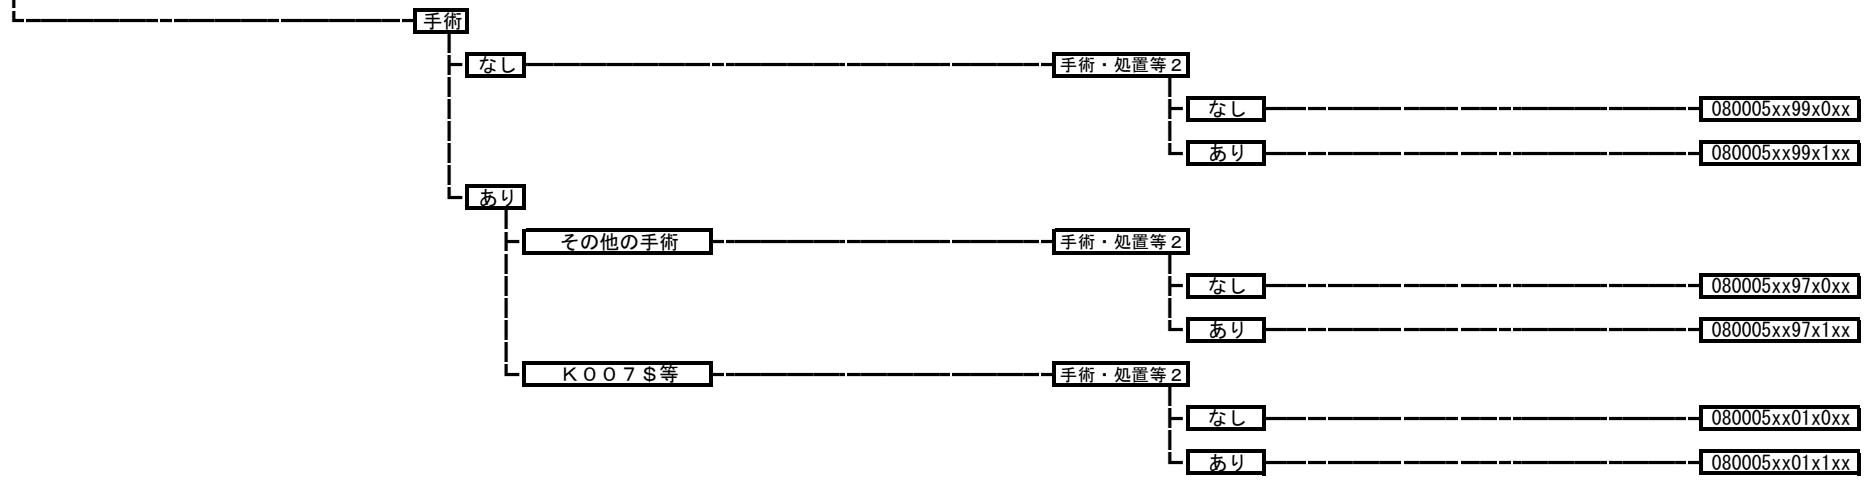 手術
なし 手術・処置等２
なし 080005xx99x0xx
あり 080005xx99x1xx
あり
その他の手術 手術・処置等２
なし 080005xx97x0xx
あり 080005xx97x1xx
Ｋ００７＄等 手術・処置等２
なし 080005xx01x0xx
あり 080005xx01x1xx